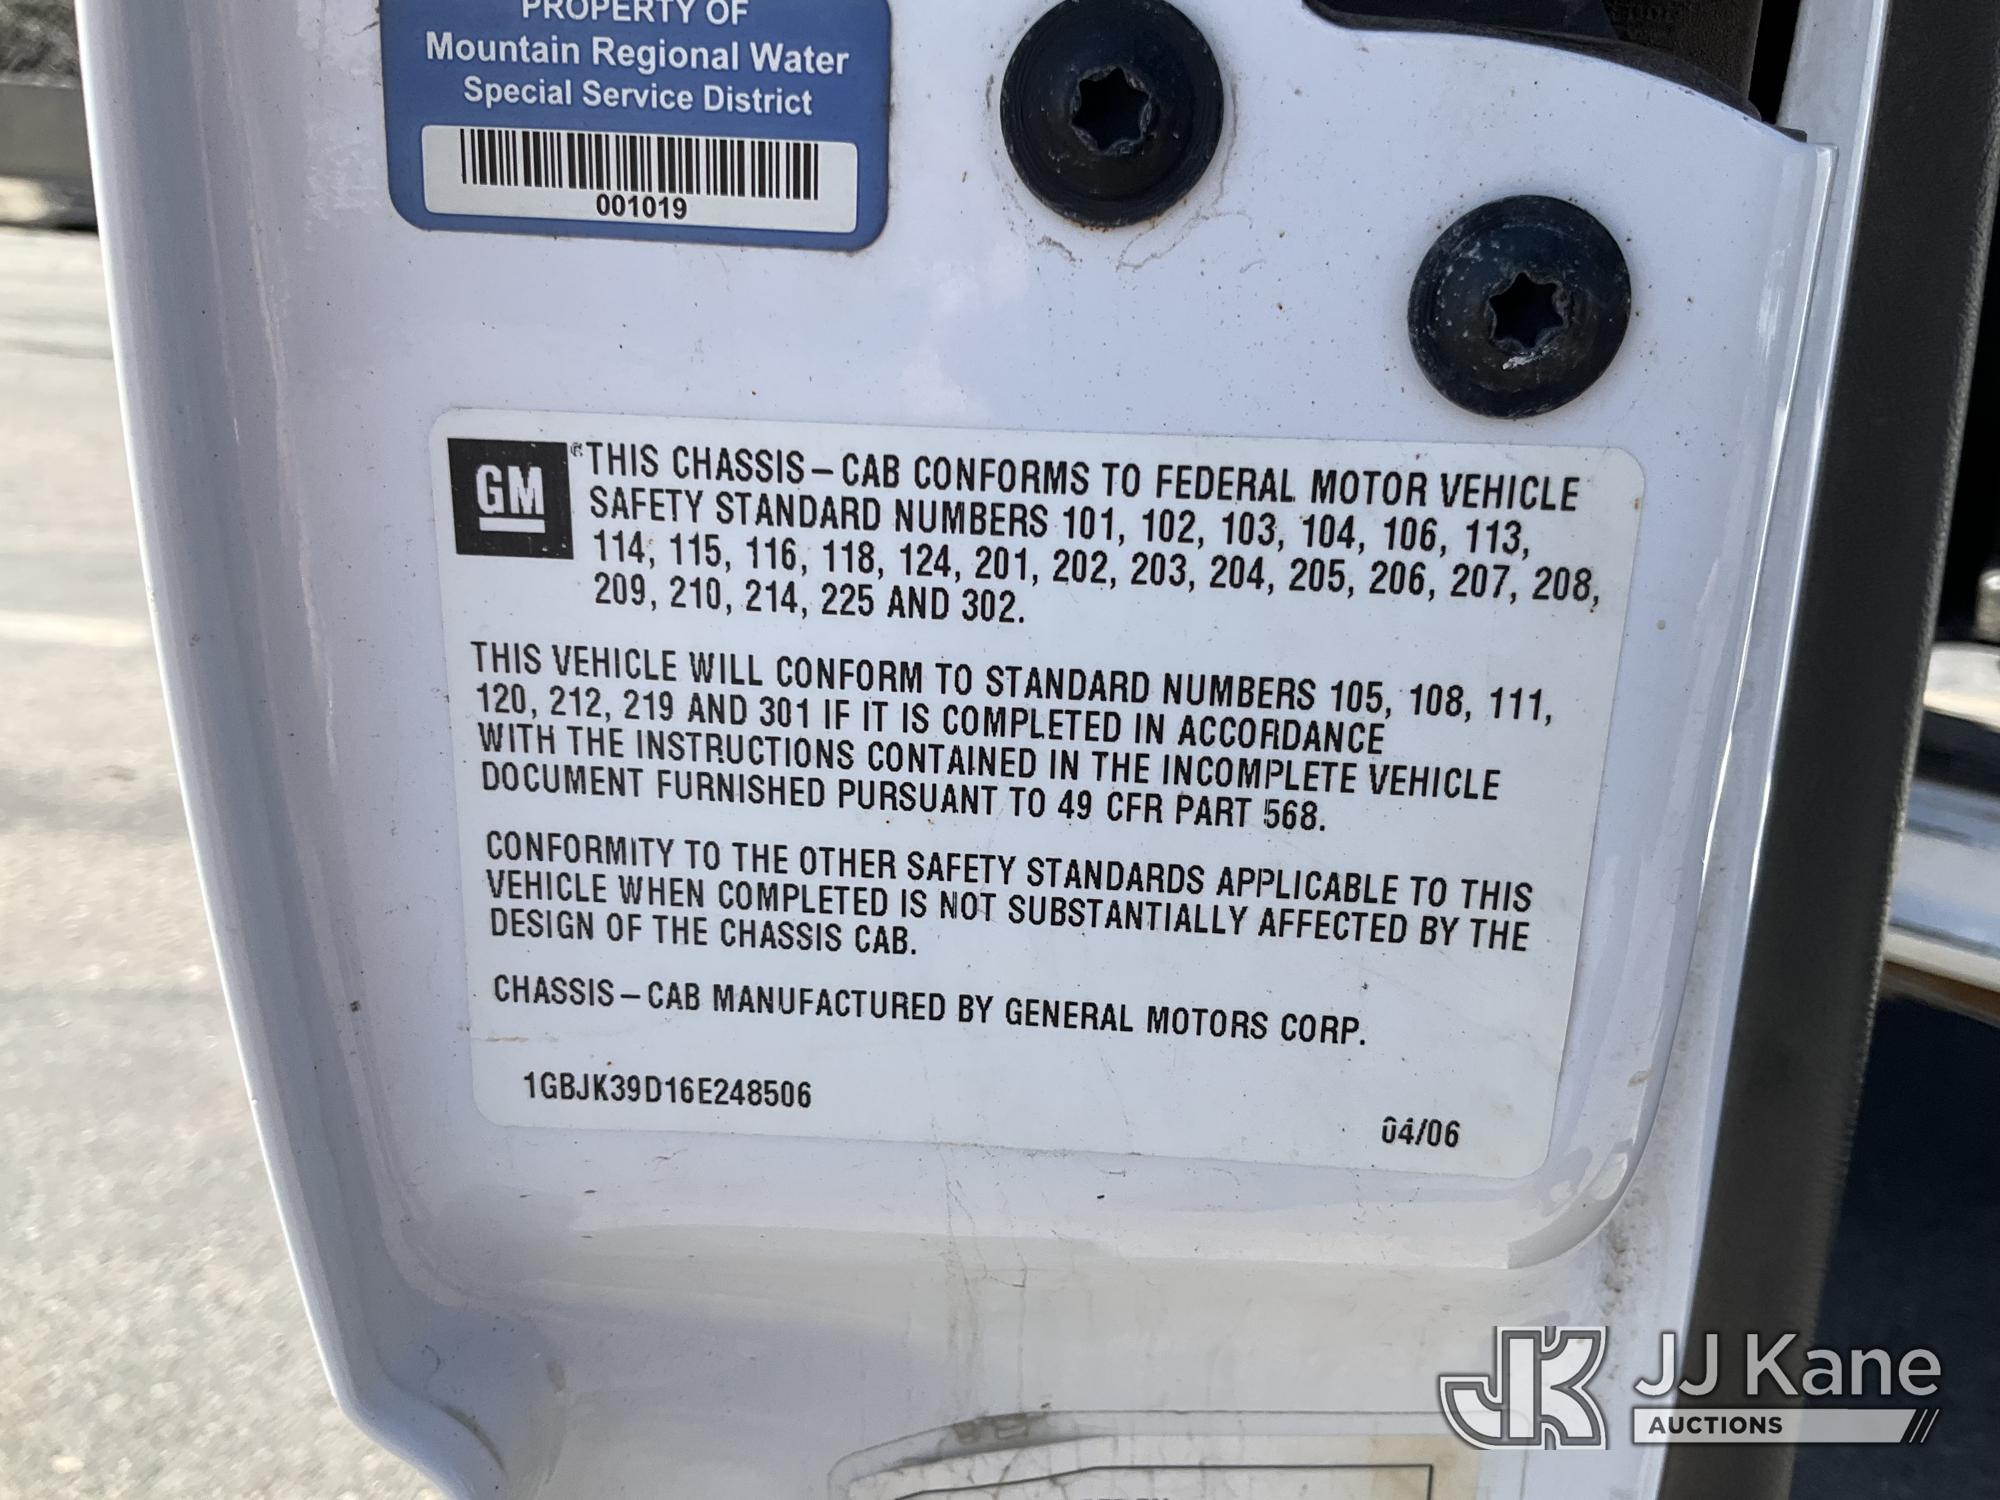 PROPERTY OF
Mountain Regional Water
Special Service District
001019
GM
THIS CHASSIS – CAB CONFORMS TO FEDERAL MOTOR VEHICLE
SAFETY STANDARD NUMBERS 101, 102, 103, 104, 106, 113,
114, 115, 116, 118, 124, 201, 202, 203, 204, 205, 206, 207, 208,
209, 210, 214, 225 AND 302.
THIS VEHICLE WILL CONFORM TO STANDARD NUMBERS 105, 108, 111,
120, 212, 219 AND 301 IF IT IS COMPLETED IN ACCORDANCE
WITH THE INSTRUCTIONS CONTAINED IN THE INCOMPLETE VEHICLE
DOCUMENT FURNISHED PURSUANT TO 49 CFR PART 568.
CONFORMITY TO THE OTHER SAFETY STANDARDS APPLICABLE TO THIS
VEHICLE WHEN COMPLETED IS NOT SUBSTANTIALLY AFFECTED BY THE
DESIGN OF THE CHASSIS CAB.
CHASSIS – CAB MANUFACTURED BY GENERAL MOTORS CORP.
1GBJK39D16E248506
04/06
JK JJ Kane
AUCTIONS